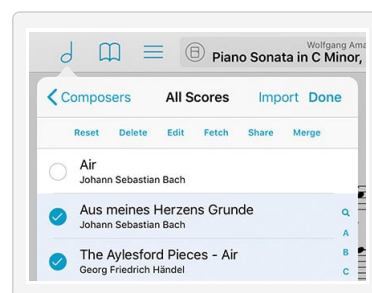 Wolfgang Ama
Piano Sonata in C Minor,
Composers All Scores Import Done
Reset Delete Edit Fetch Share Merge
Air
Johann Sebastian Bach
Aus meines Herzens Grunde
Johann Sebastian Bach
The Aylesford Pieces - Air
Georg Friedrich Händel
A
B
C